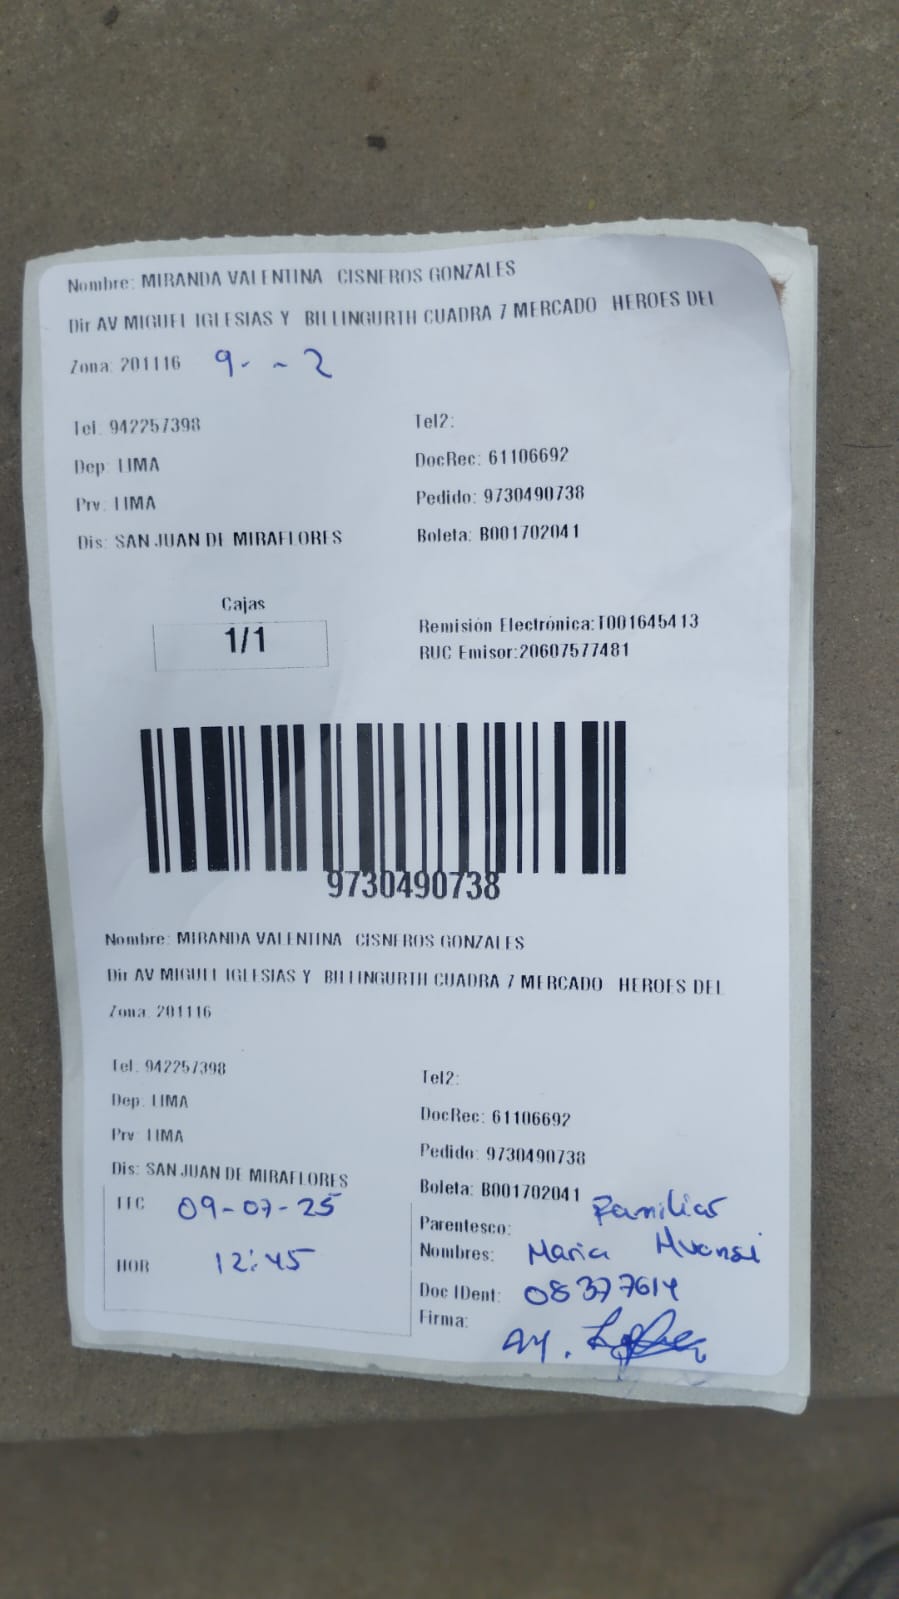 Nombre: MIRANDA VALENTINA CISNEROS GONZALES
Dir AV MIGUEL IGLESIAS Y BILLINGURTH CUADRA 7 MERCADO HEROES DEL
Zona: 201116 9- - 2
Tel. 942257398
Tel2:
Dep: LIMA
DocRec: 61106692
Prv: LIMA
Pedido: 9730490738
Dis: SAN JUAN DE MIRAFLORES
Boleta: B001702041
Cajas
1/1
Remisión Electrónica:T001645413
RUC Emisor:20607577481
9730490738
Nombre: MIRANDA VALENTINA CISNEROS GONZALES
Dir AV MIGUEL IGLESIAS Y BILLINGURTH CUADRA 7 MERCADO HEROES DEL
Zona: 201116
Tel. 942257398
Tel2:
Dep: LIMA
DocRec: 61106692
Prv: LIMA
Pedido: 9730490738
Dis: SAN JUAN DE MIRAFLORES
Boleta: B001702041
09-07-25
Parentesco: Familiar
Nombres: Maria
HOR 12:45
Doc IDent: 08377614
Firma: